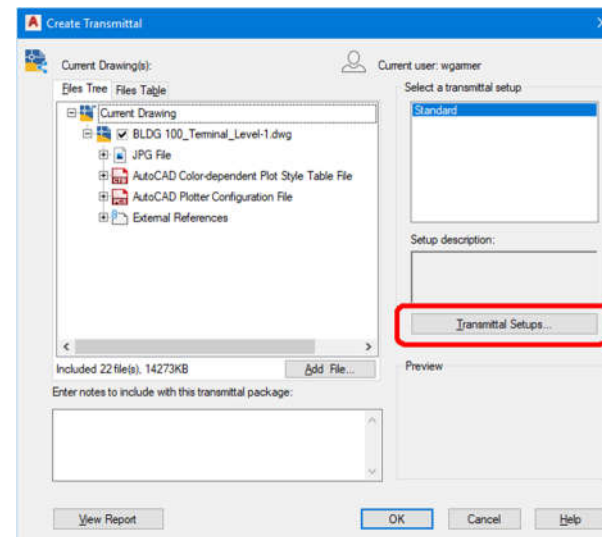 A Create Transmittal
Current Drawing(s):
Current user: wgarmer
Files Tree Files Table
Current Drawing
BLDG 100_Terminal_Level-1.dwg
JPG File
AutoCAD Color-dependent Plot Style Table File
AutoCAD Plotter Configuration File
External References
Included 22 file(s), 14273KB
Add File...
Enter notes to include with this transmittal package:
Select a transmittal setup
Standard
Setup description:
Transmittal Setups...
Preview
View Report
OK
Cancel
Help